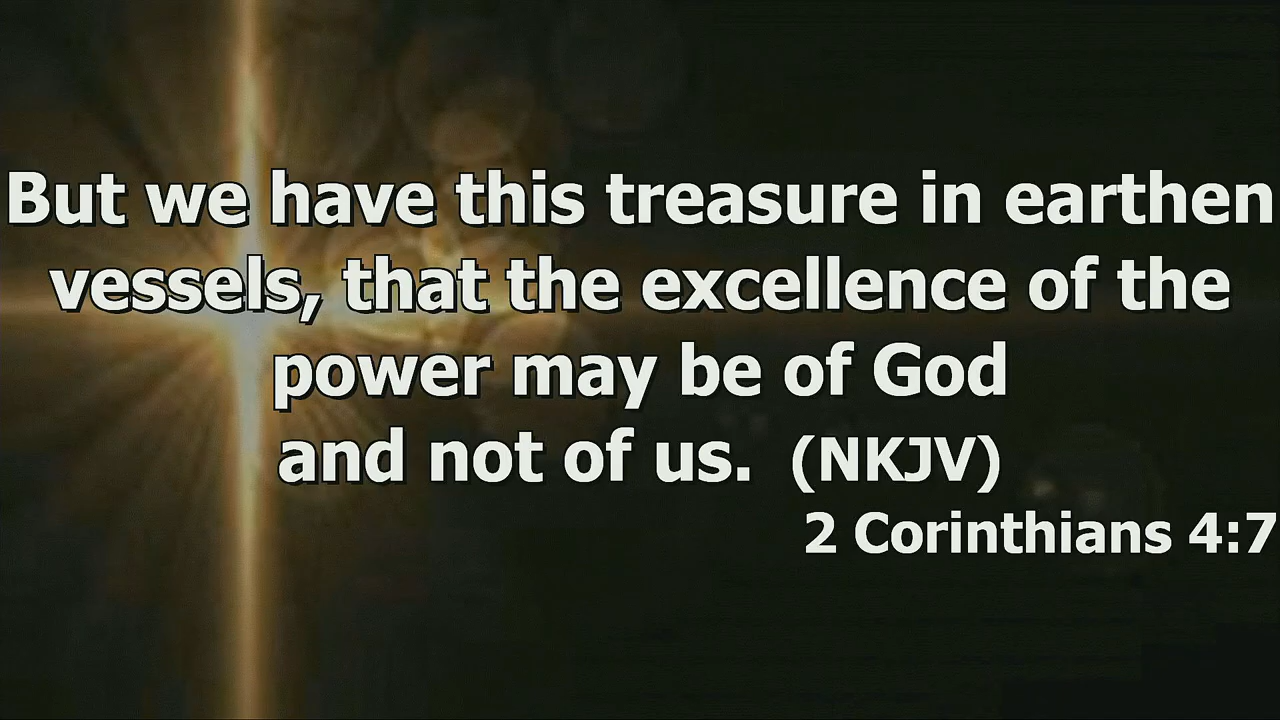 But we have this treasure in earthen
vessels, that the excellence of the
power may be of God
and not of us.  (NKJV)
2 Corinthians 4:7